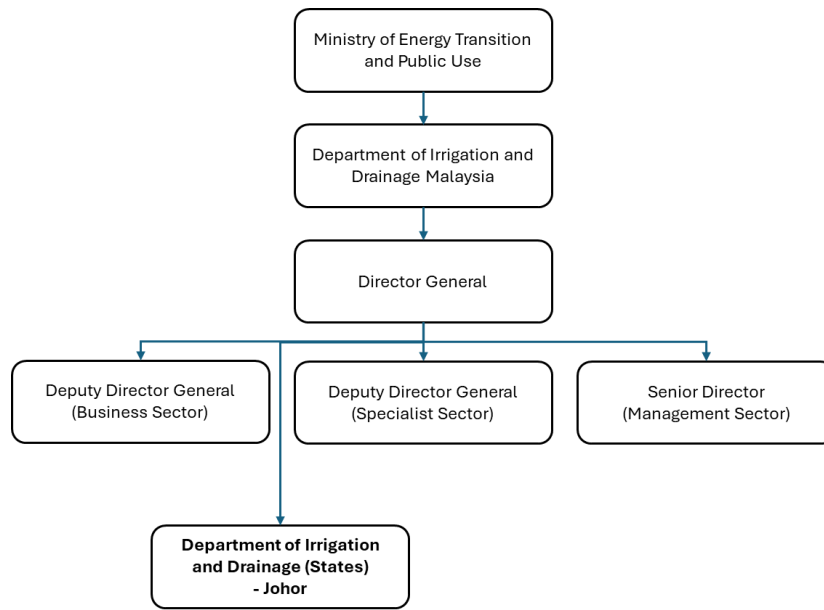 Ministry of Energy Transition
and Public Use
Department of Irrigation and
Drainage Malaysia
Director General
Deputy Director General
(Business Sector)
Deputy Director General
(Specialist Sector)
Senior Director
(Management Sector)
Department of Irrigation
and Drainage (States)
- Johor